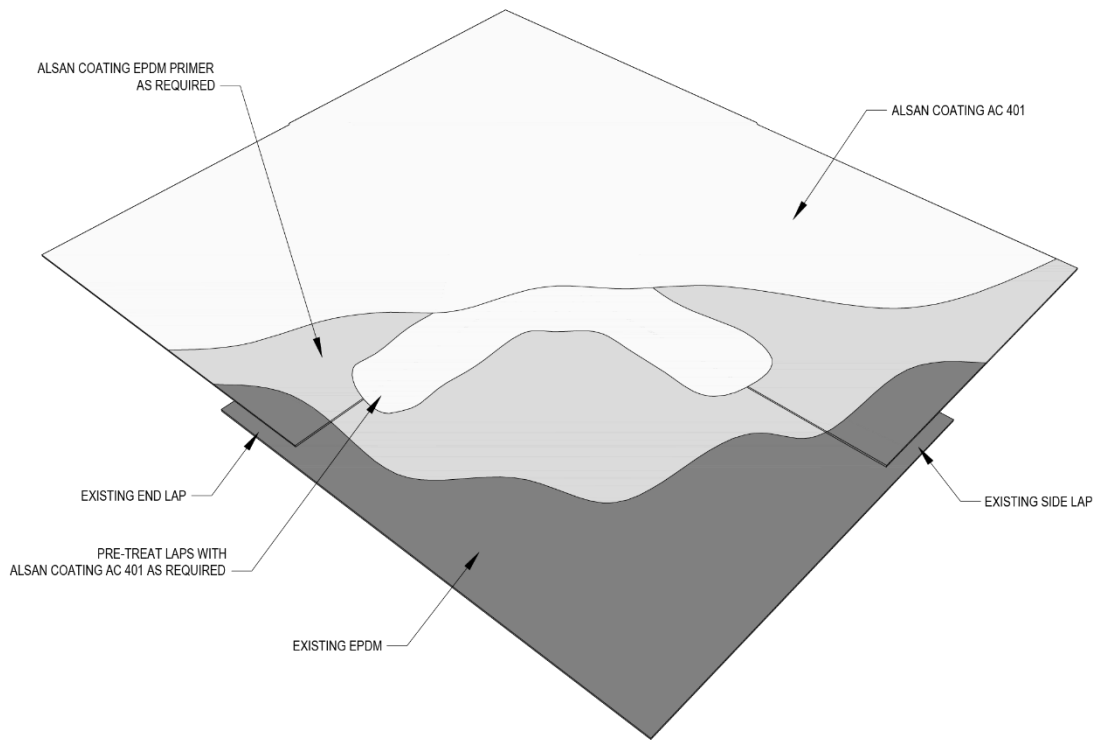 ALSAN COATING EPDM PRIMER
AS REQUIRED
ALSAN COATING AC 401
EXISTING END LAP
EXISTING SIDE LAP
PRE-TREAT LAPS WITH
ALSAN COATING AC 401 AS REQUIRED
EXISTING EPDM